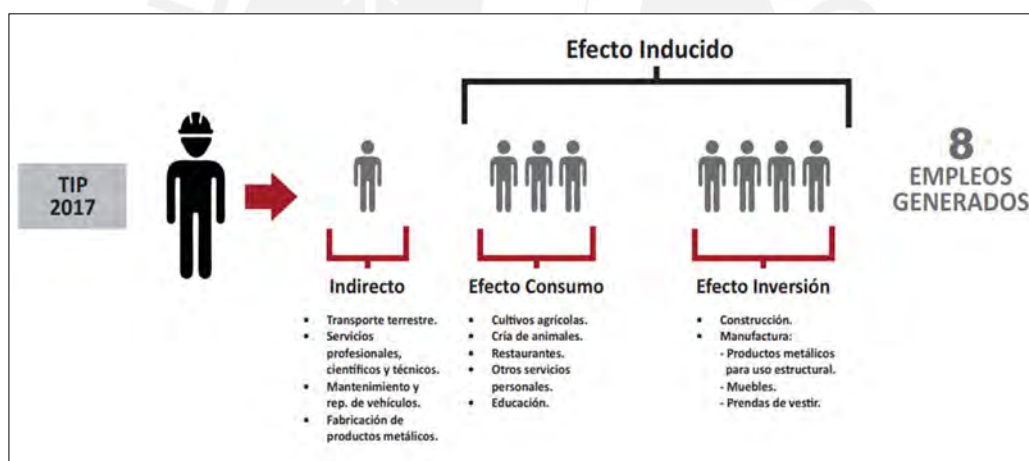 Efecto Inducido
TIP
2017
8
EMPLEOS
GENERADOS
Indirecto
• Transporte terrestre.
• Servicios
profesionales,
científicos y técnicos.
• Mantenimiento y
rep. de vehículos.
• Fabricación de
productos metálicos.
Efecto Consumo
• Cultivos agrícolas.
• Cría de animales.
• Restaurantes.
• Otros servicios
personales.
• Educación.
Efecto Inversión
• Construcción.
• Manufactura:
- Productos metálicos
para uso estructural.
- Muebles.
- Prendas de vestir.